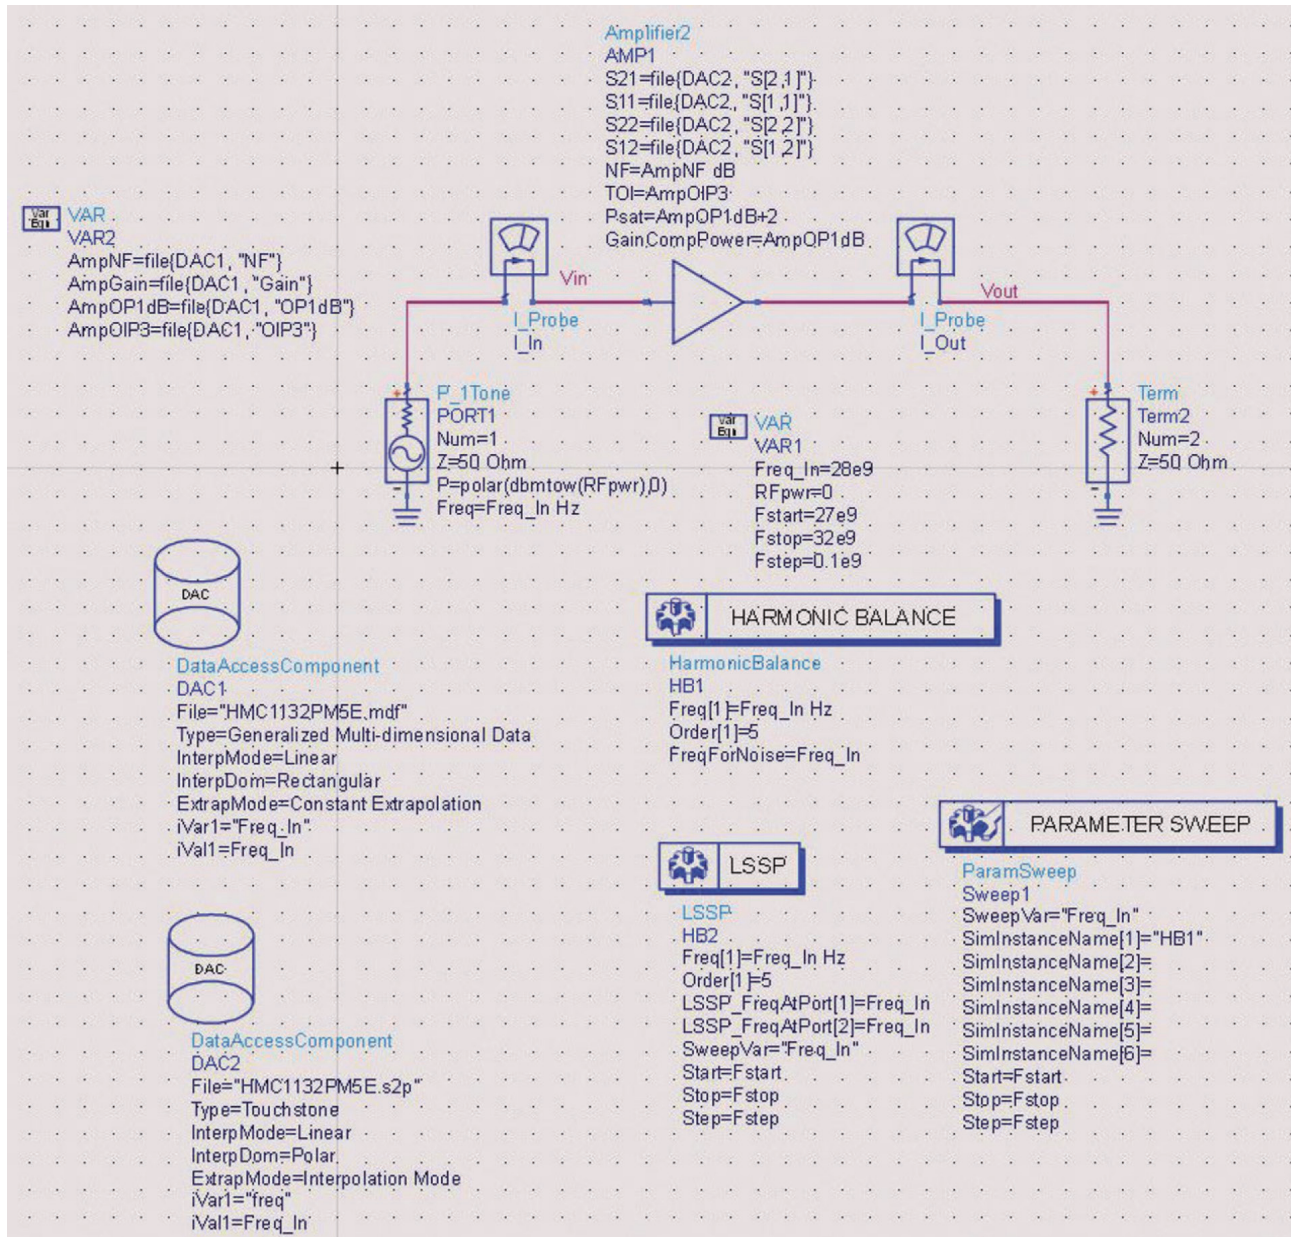 Amplifier2
AMP1
S21=file{DAC2, "S[2,1]"}
S11=file{DAC2, "S[1,1]"}
S22=file{DAC2, "S[2,2]"}
S12=file{DAC2, "S[1,2]"}
NF=AmpNF dB
TOI=AmpOIP3
Psat=AmpOP1dB+2
GainCompPower=AmpOP1dB
Var
Eqn
VAR
VAR2
AmpNF=file{DAC1, "NF"}
AmpGain=file{DAC1, "Gain"}
AmpOP1dB=file{DAC1, "OP1dB"}
AmpOIP3=file{DAC1, "OIP3"}
Vin
I_Probe
I_In
Vout
I_Probe
I_Out
P_1Tone
PORT1
Num=1
Z=50 Ohm
P=polar(dbmtow(RFpwr),0)
Freq=Freq_In Hz
Var
Eqn
VAR
VAR1
Freq_In=28e9
RFpwr=0
Fstart=27e9
Fstop=32e9
Fstep=0.1e9
Term
Term2
Num=2
Z=50 Ohm
DAC
DataAccessComponent
DAC1
File="HMC1132PM5E.mdf"
Type=Generalized Multi-dimensional Data
InterpMode=Linear
InterpDom=Rectangular
ExtrapMode=Constant Extrapolation
iVar1="Freq_In"
iVal1=Freq_In
HARMONIC BALANCE
HarmonicBalance
HB1
Freq[1]=Freq_In Hz
Order[1]=5
FreqForNoise=Freq_In
DAC
DataAccessComponent
DAC2
File="HMC1132PM5E.s2p"
Type=Touchstone
InterpMode=Linear
InterpDom=Polar
ExtrapMode=Interpolation Mode
iVar1="freq"
iVal1=Freq_In
LSSP
LSSP
HB2
Freq[1]=Freq_In Hz
Order[1]=5
LSSP_FreqAtPort[1]=Freq_In
LSSP_FreqAtPort[2]=Freq_In
SweepVar="Freq_In"
Start=Fstart
Stop=Fstop
Step=Fstep
PARAMETER SWEEP
ParamSweep
Sweep1
SweepVar="Freq_In"
SimInstanceName[1]="HB1"
SimInstanceName[2]=
SimInstanceName[3]=
SimInstanceName[4]=
SimInstanceName[5]=
SimInstanceName[6]=
Start=Fstart
Stop=Fstop
Step=Fstep